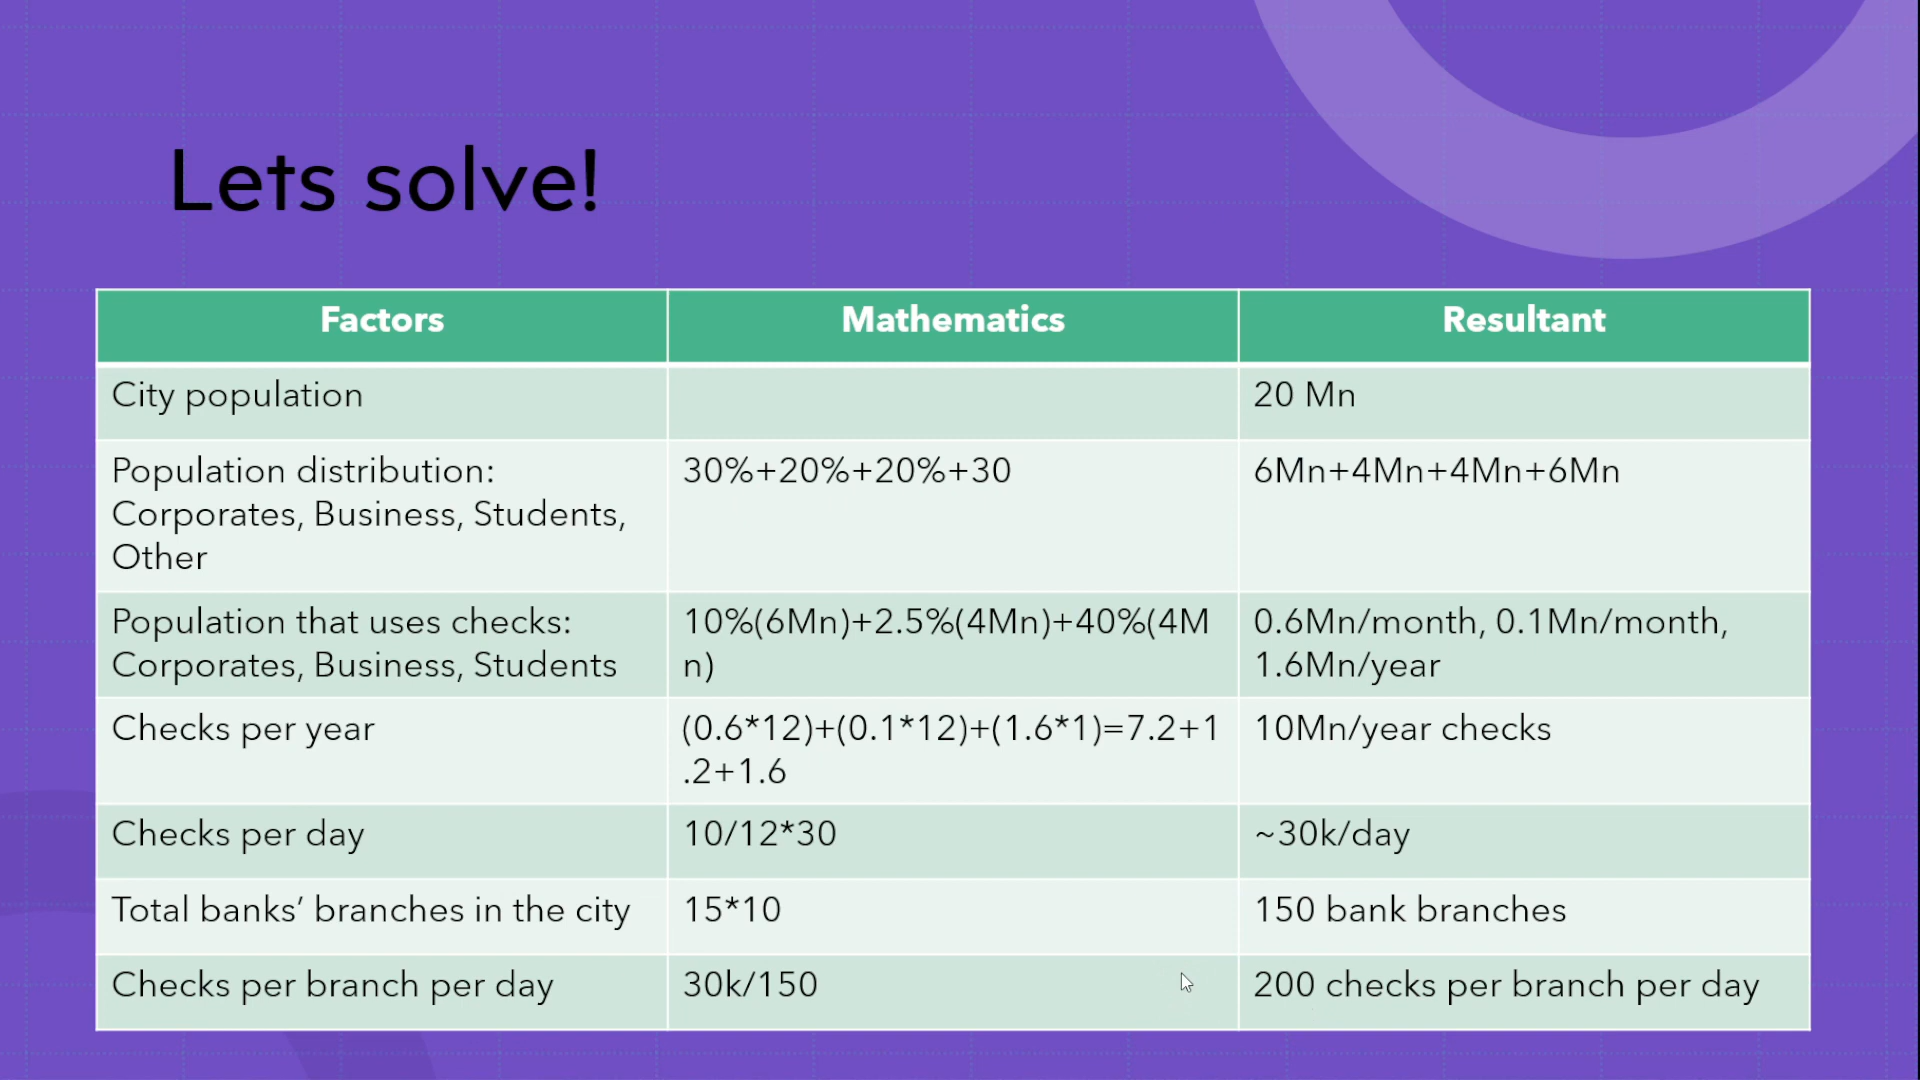 Lets solve!
Factors
Mathematics
Resultant
City population
20 Mn
Population distribution:
Corporates, Business, Students,
Other
30%+20%+20%+30
6Mn+4Mn+4Mn+6Mn
Population that uses checks:
Corporates, Business, Students
10%(6Mn)+2.5%(4Mn)+40%(4M
n)
0.6Mn/month, 0.1Mn/month,
1.6Mn/year
Checks per year
(0.6*12)+(0.1*12)+(1.6*1)=7.2+1
.2+1.6
10Mn/year checks
Checks per day
10/12*30
~30k/day
Total banks’ branches in the city
15*10
150 bank branches
Checks per branch per day
30k/150
200 checks per branch per day